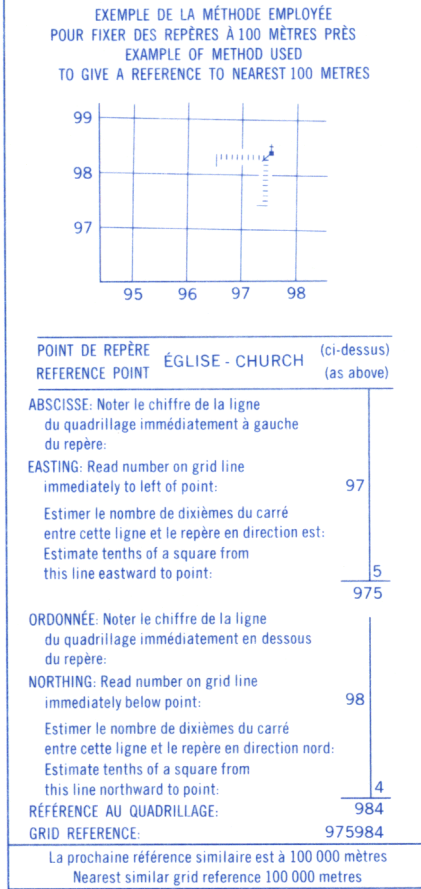 EXEMPLE DE LA MÉTHODE EMPLOYÉE
POUR FIXER DES REPÈRES À 100 MÈTRES PRÈS
EXAMPLE OF METHOD USED
TO GIVE A REFERENCE TO NEAREST 100 METRES
99
98
97
95 96 97 98
POINT DE REPÈRE
REFERENCE POINT
ÉGLISE - CHURCH
(ci-dessus)
(as above)
ABSCISSE: Noter le chiffre de la ligne
du quadrillage immédiatement à gauche
du repère:
EASTING: Read number on grid line
immediately to left of point: 97
Estimer le nombre de dixièmes du carré
entre cette ligne et le repère en direction est:
Estimate tenths of a square from
this line eastward to point: 5
975
ORDONNÉE: Noter le chiffre de la ligne
du quadrillage immédiatement en dessous
du repère:
NORTHING: Read number on grid line
immediately below point: 98
Estimer le nombre de dixièmes du carré
entre cette ligne et le repère en direction nord:
Estimate tenths of a square from
this line northward to point: 4
RÉFÉRENCE AU QUADRILLAGE: 984
GRID REFERENCE: 975984
La prochaine référence similaire est à 100 000 mètres
Nearest similar grid reference 100 000 metres